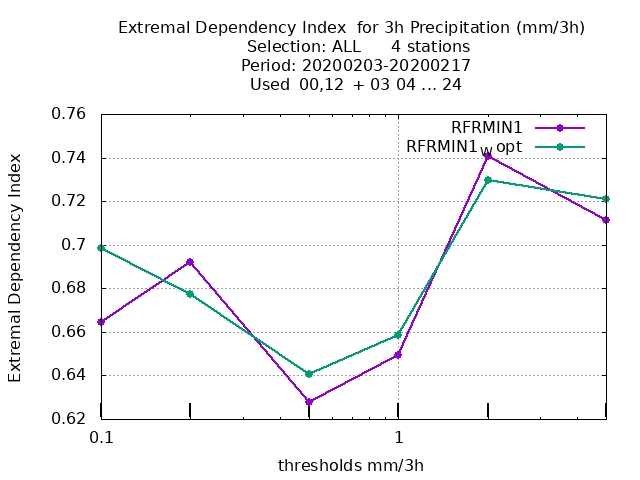 Extremal Dependency Index for 3h Precipitation (mm/3h)
Selection: ALL 4 stations
Period: 20200203-20200217
Used 00,12 + 03 04 ... 24
0.76
0.74
0.72
0.7
0.68
0.66
0.64
0.62
Extremal Dependency Index
RFRMIN1
RFRMIN1wopt
0.1
1
thresholds mm/3h